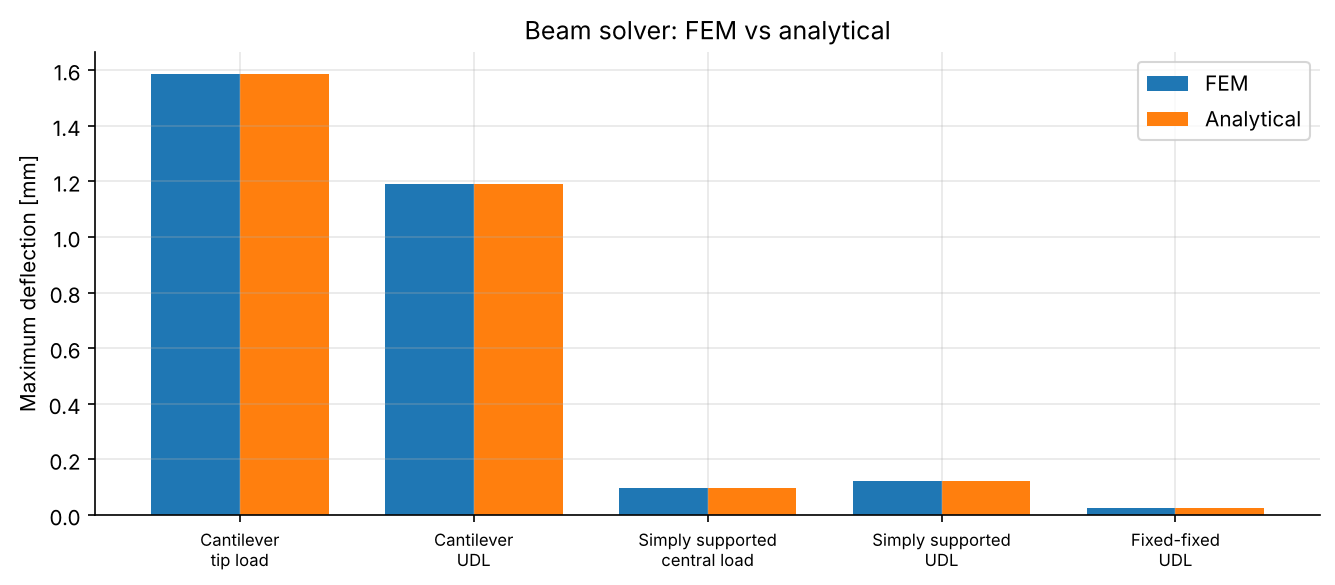 Beam solver: FEM vs analytical
FEM
Analytical
Maximum deflection [mm]
1.6
1.4
1.2
1.0
0.8
0.6
0.4
0.2
0.0
Cantilever
tip load
Cantilever
UDL
Simply supported
central load
Simply supported
UDL
Fixed-fixed
UDL